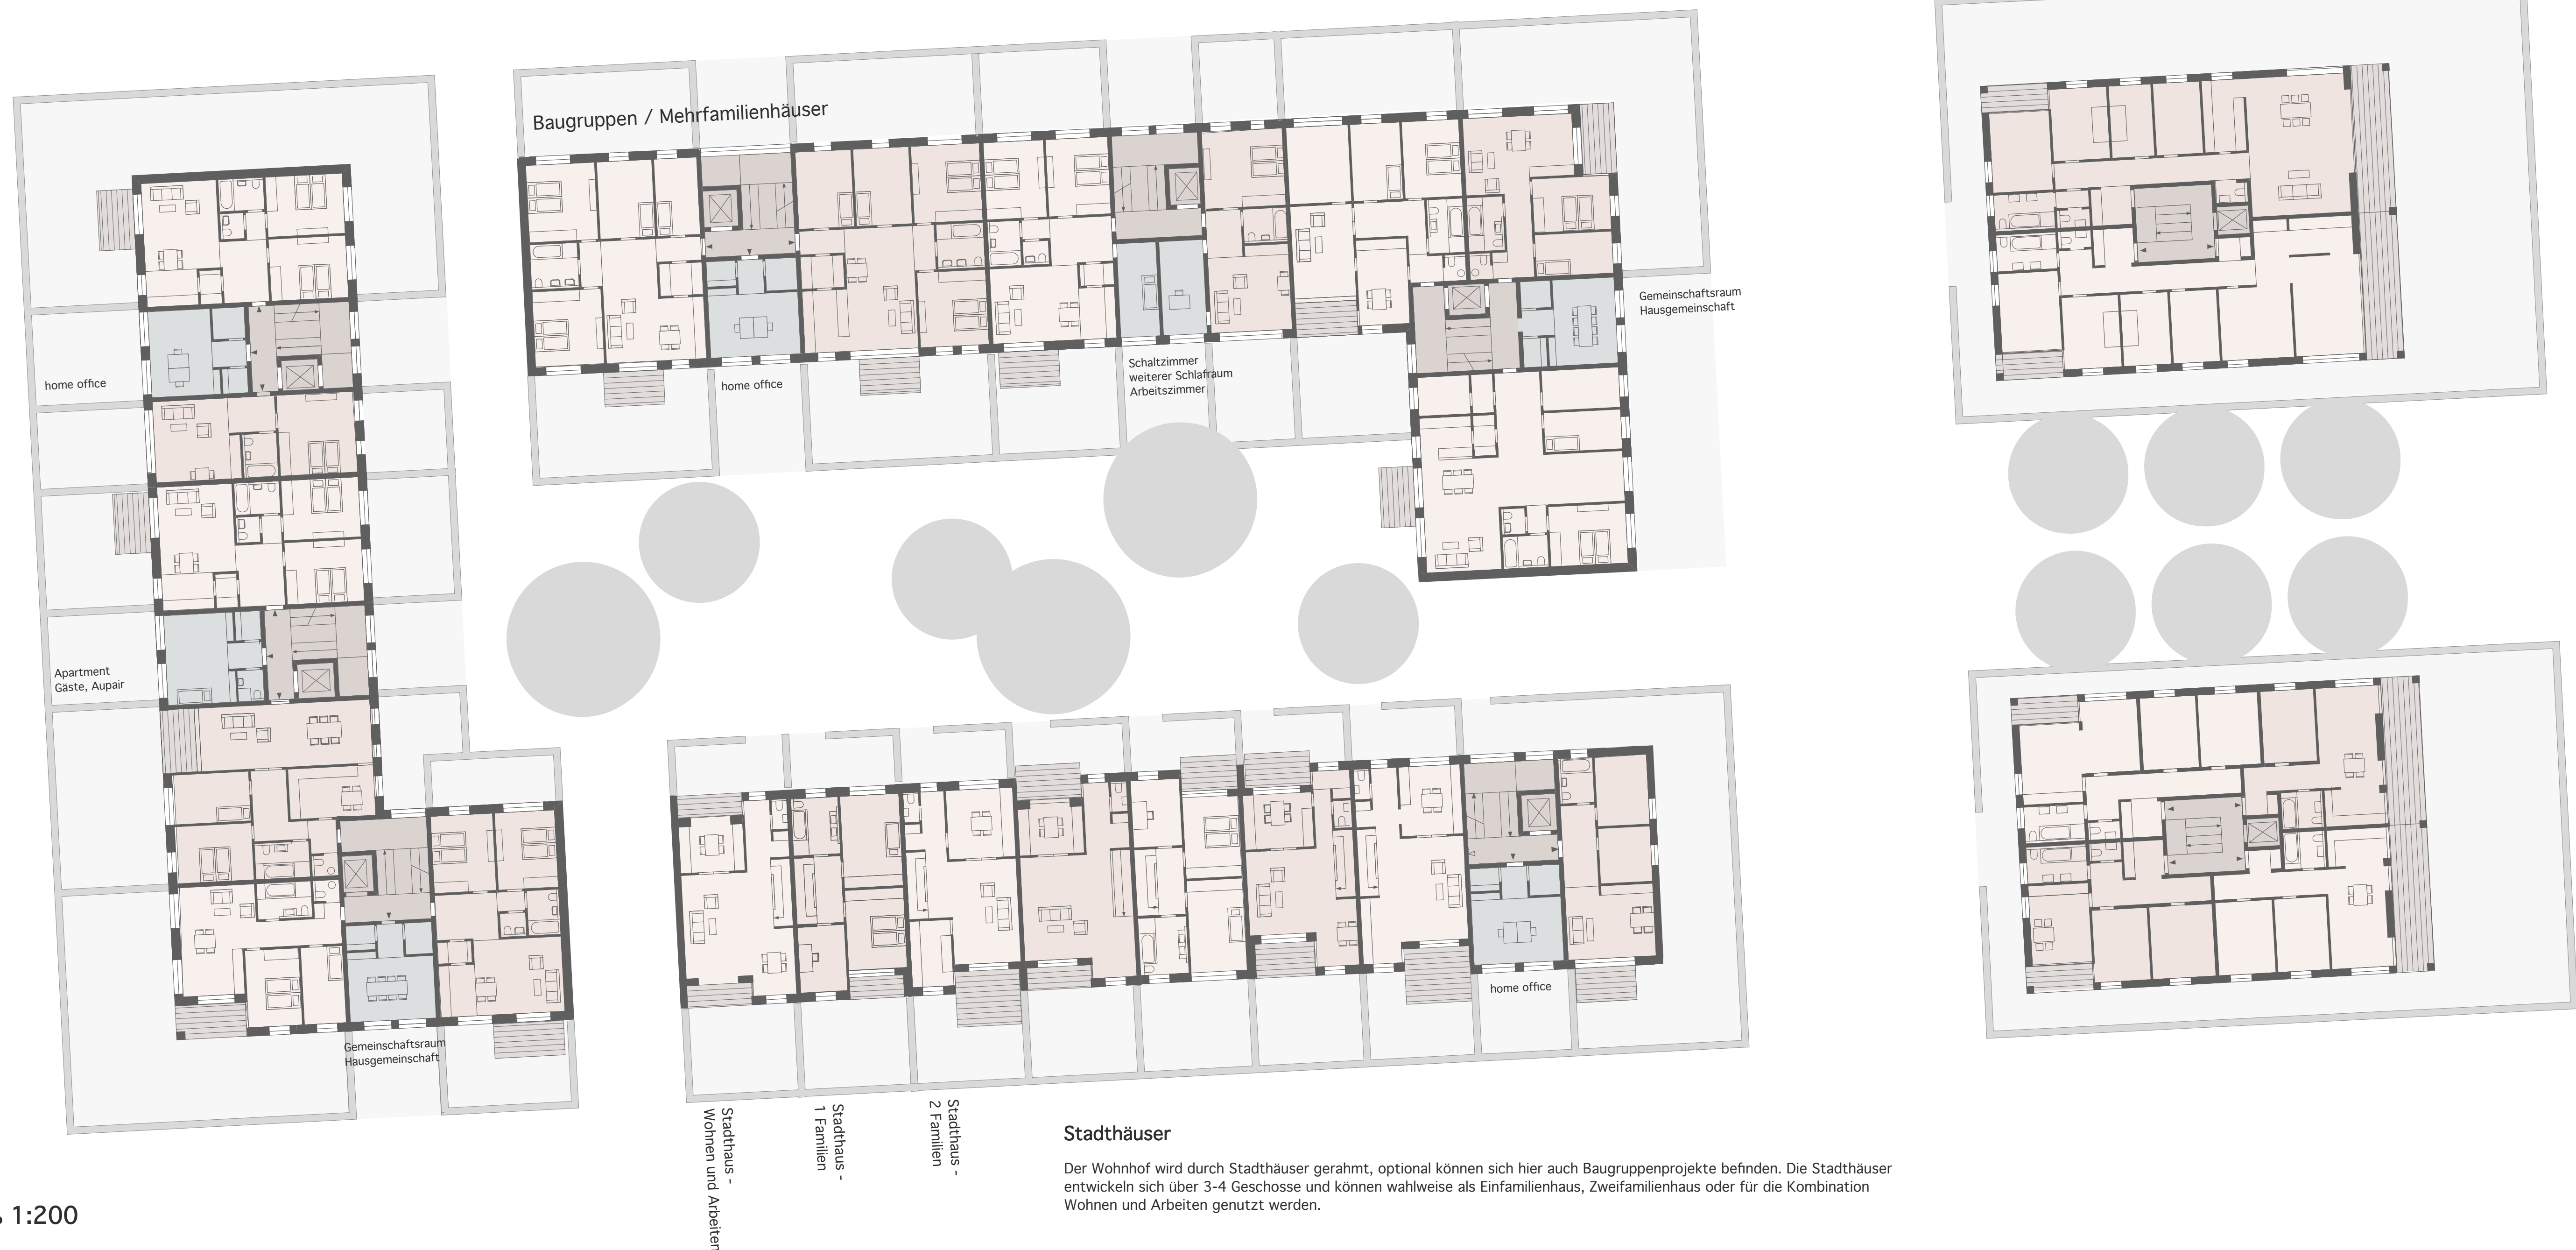 Baugruppen / Mehrfamilienhäuser
Gemeinschaftsraum
Hausgemeinschaft
home office
home office
Schaltzimmer
weiterer Schlafraum
Arbeitszimmer
Apartment
Gäste, Aupair
home office
Gemeinschaftsraum
Hausgemeinschaft
Stadthaus -
Wohnen und Arbeiten
Stadthaus -
1 Familien
Stadthaus -
2 Familien
Stadthäuser
Der Wohnhof wird durch Stadthäuser gerahmt, optional können sich hier auch Baugruppenprojekte befinden. Die Stadthäuser
entwickeln sich über 3-4 Geschosse und können wahlweise als Einfamilienhaus, Zweifamilienhaus oder für die Kombination
Wohnen und Arbeiten genutzt werden.
1:200